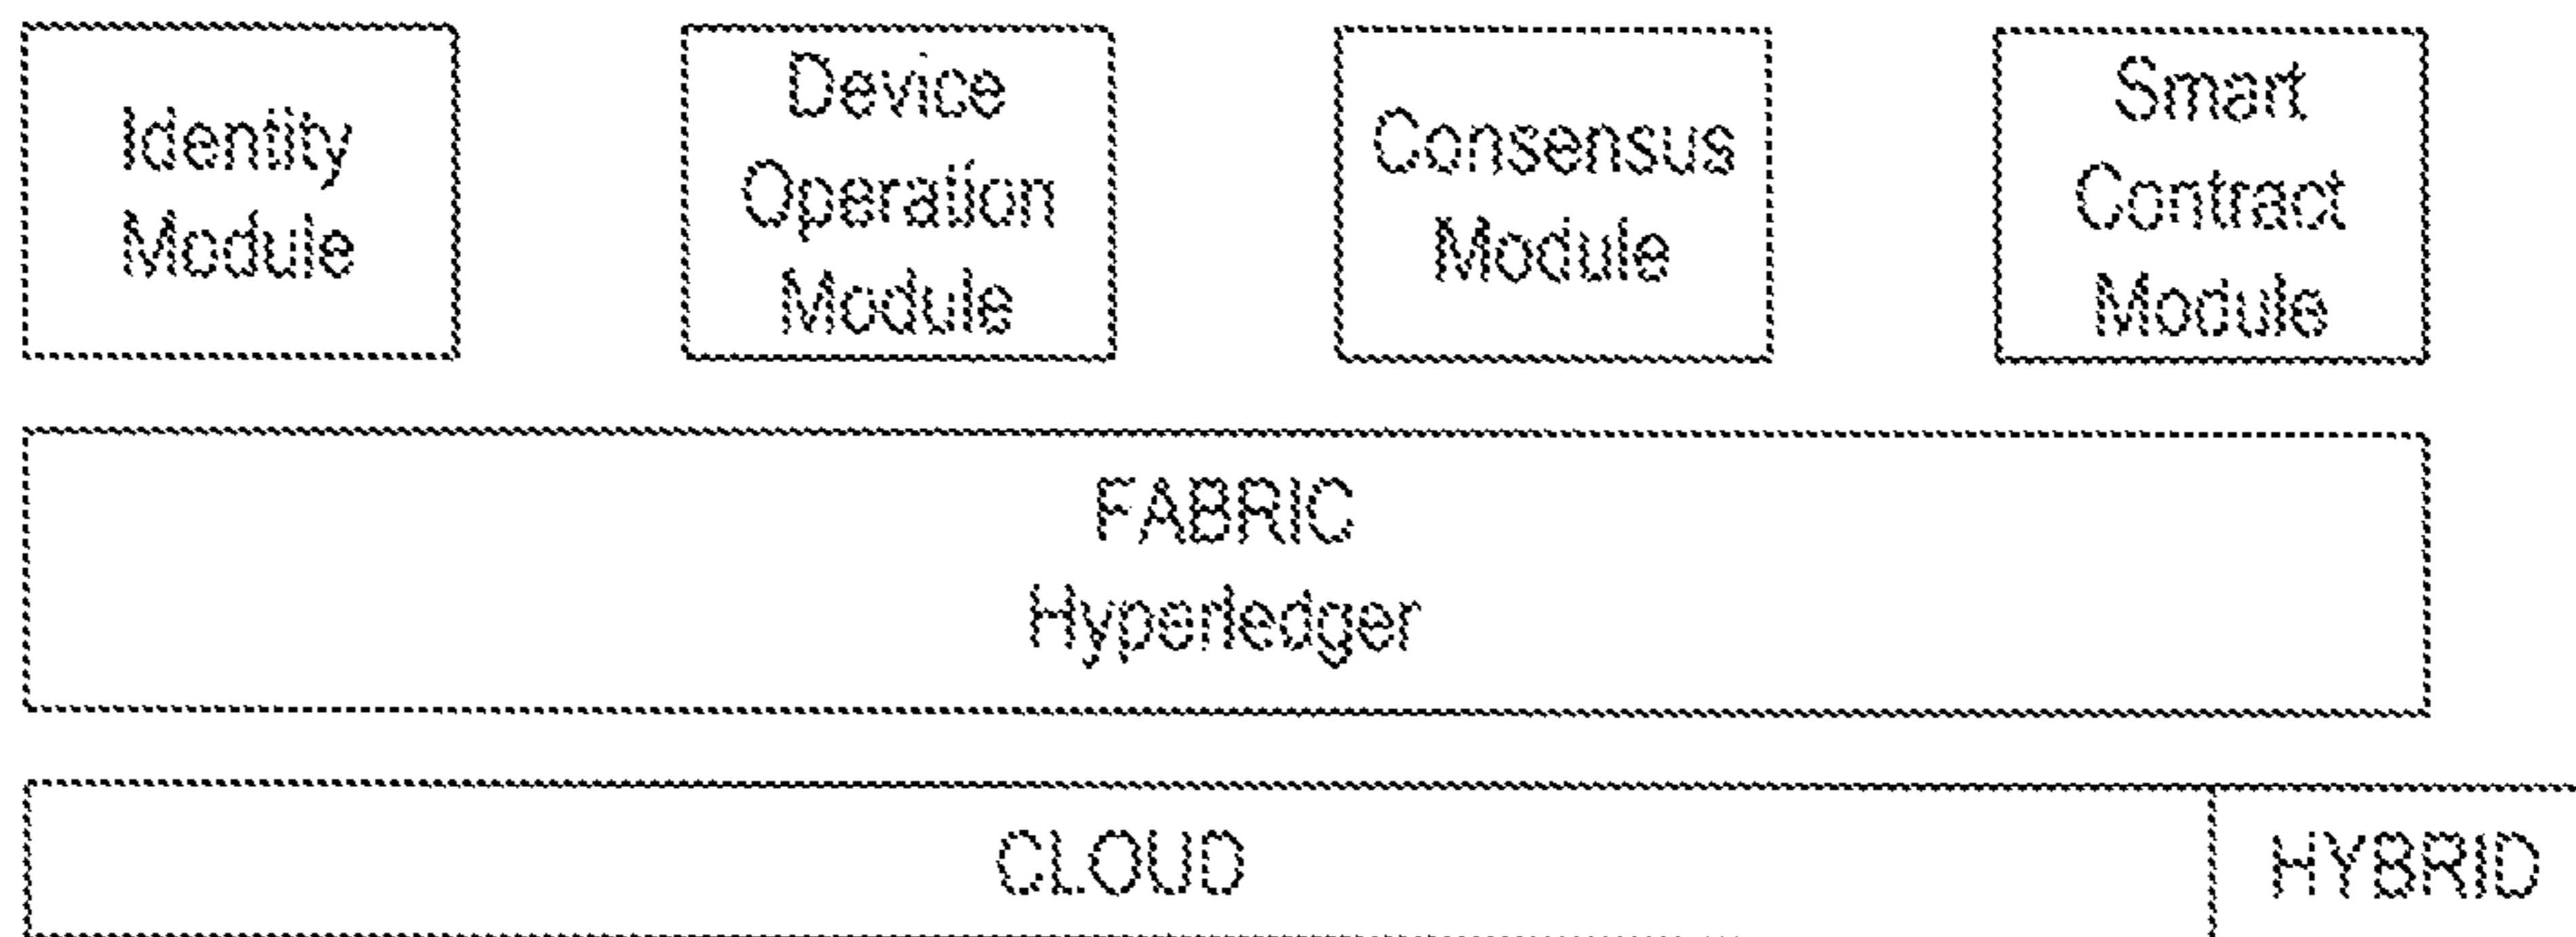 Identity
Module
Device
Operation
Module
Consensus
Module
Smart
Contract
Module
FABRIC
Hyperledger
CLOUD
HYBRID